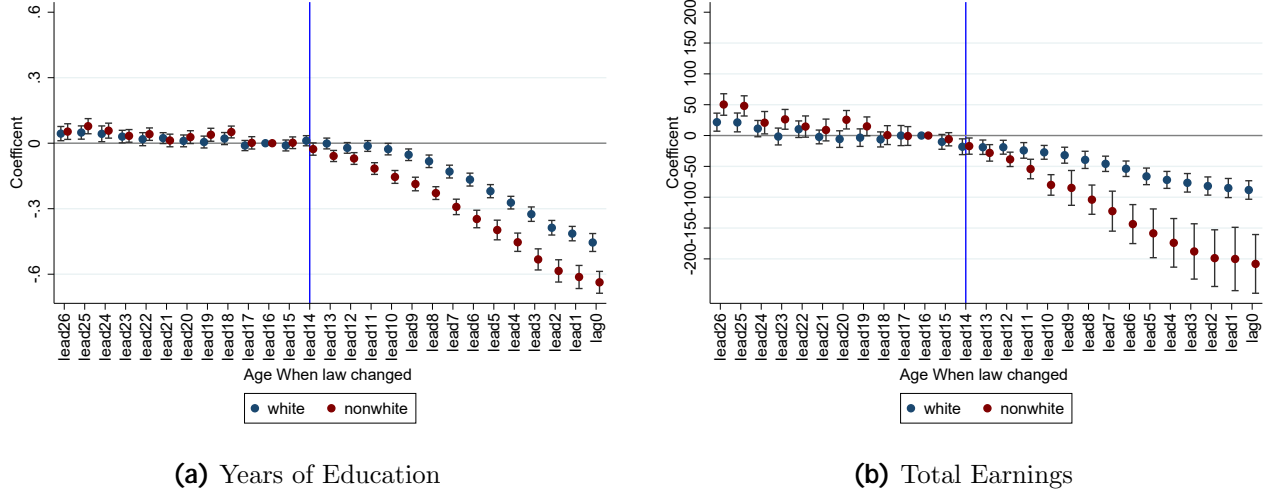 .6
.3
0
-.3
-.6
Coefficent
lead26
lead25
lead24
lead23
lead22
lead21
lead20
lead19
lead18
lead17
lead16
lead15
lead14
lead13
lead12
lead11
lead10
lead9
lead8
lead7
lead6
lead5
lead4
lead3
lead2
lead1
lag0
Age When law changed
white nonwhite
(a) Years of Education
200
150
100
50
0
-50
-100
-150
-200
Coefficent
lead26
lead25
lead24
lead23
lead22
lead21
lead20
lead19
lead18
lead17
lead16
lead15
lead14
lead13
lead12
lead11
lead10
lead9
lead8
lead7
lead6
lead5
lead4
lead3
lead2
lead1
lag0
Age When law changed
white nonwhite
(b) Total Earnings